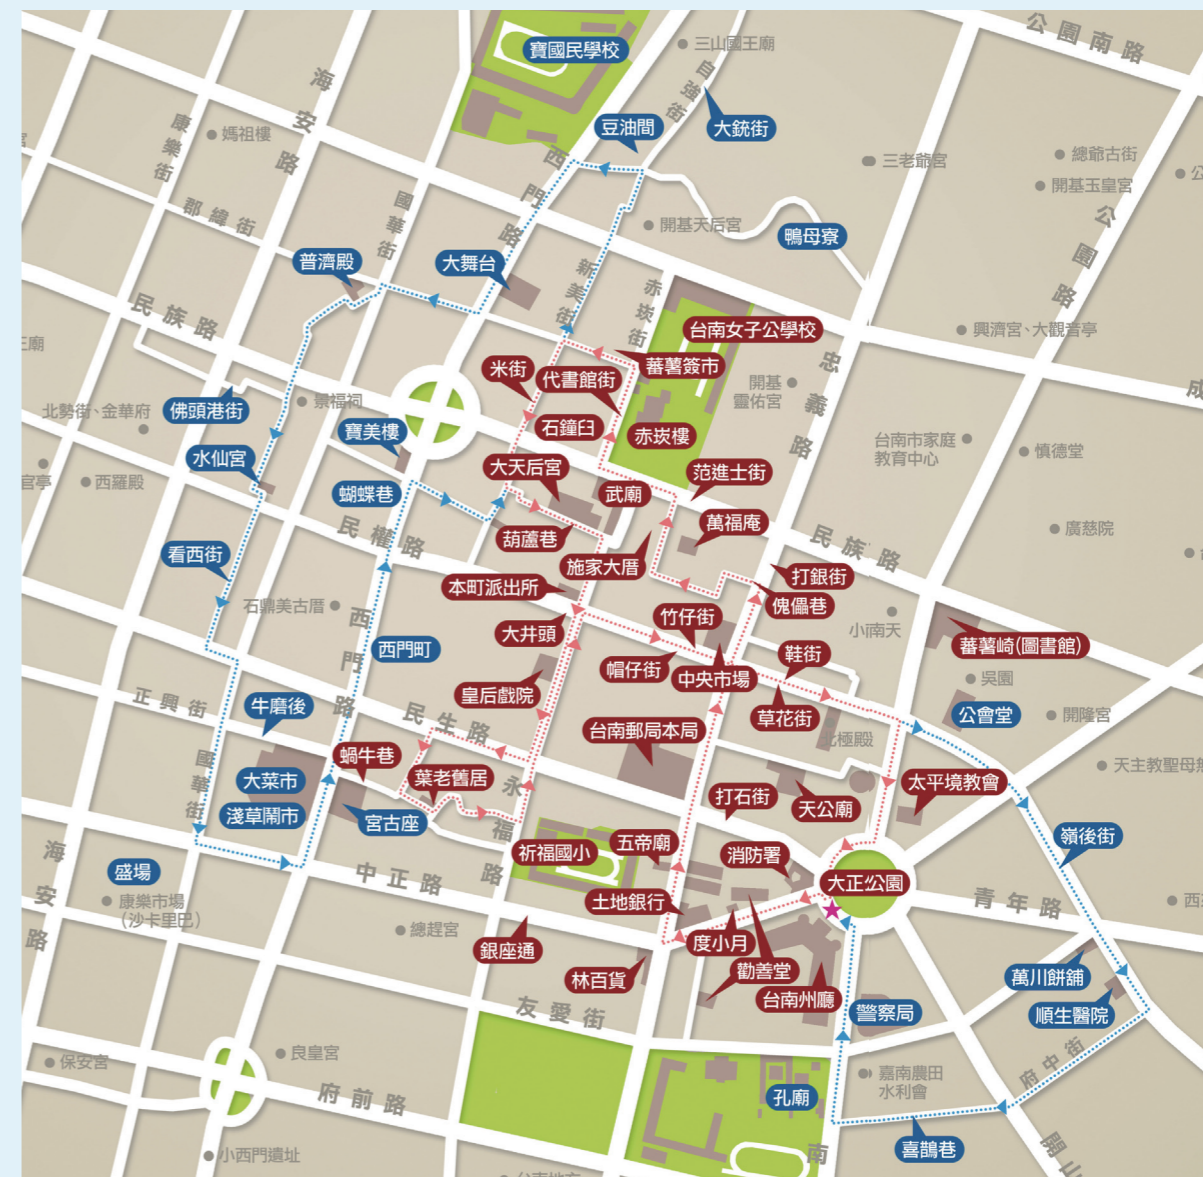 寶國民學校
三山國王廟
公園南路
海安路
自強街
康樂街
媽祖樓
豆油間
大銃街
西門路
三老爺宮
總爺古街
開基玉皇宮
國華街
郡緯街
開基天后宮
鴨母寮
公園路
普濟殿
大舞台
新美街
赤崁街
民族路
台南女子公學校
興濟宮、大觀音亭
忠義路
蕃薯簽市
米街
代書館街
開基
靈佑宮
成
佛頭港街
景福祠
北勢街、金華府
石鐘臼
赤崁樓
寶美樓
台南市家庭
教育中心
慎德堂
水仙宮
大天后宮
范進士街
西羅殿
蝴蝶巷
武廟
民權路
葫蘆巷
萬福庵
廣慈院
看西街
施家大厝
民族路
打銀街
本町派出所
石鼎美古厝
傀儡巷
竹仔街
小南天
大井頭
西門路
西門町
帽仔街
中央市場
鞋街
蕃薯崎(圖書館)
吳園
皇后戲院
正興街
牛磨後
民生路
草花街
公會堂
開隆宮
台南郵局本局
北極殿
國華街
蝸牛巷
大菜市
葉老舊居
打石街
天公廟
太平境教會
淺草鬧市
宮古座
永福路
嶺後街
海安路
祈福國小
五帝廟
消防署
盛場
中正路
大正公園
康樂市場
（沙卡里巴）
土地銀行
青年路
總趕宮
銀座通
度小月
林百貨
勸善堂
台南州廳
萬川餅舖
友愛街
警察局
順生醫院
良皇宮
府中街
保安宮
嘉南農田
水利會
府前路
孔廟
喜鵲巷
小西門遺址
南
開山